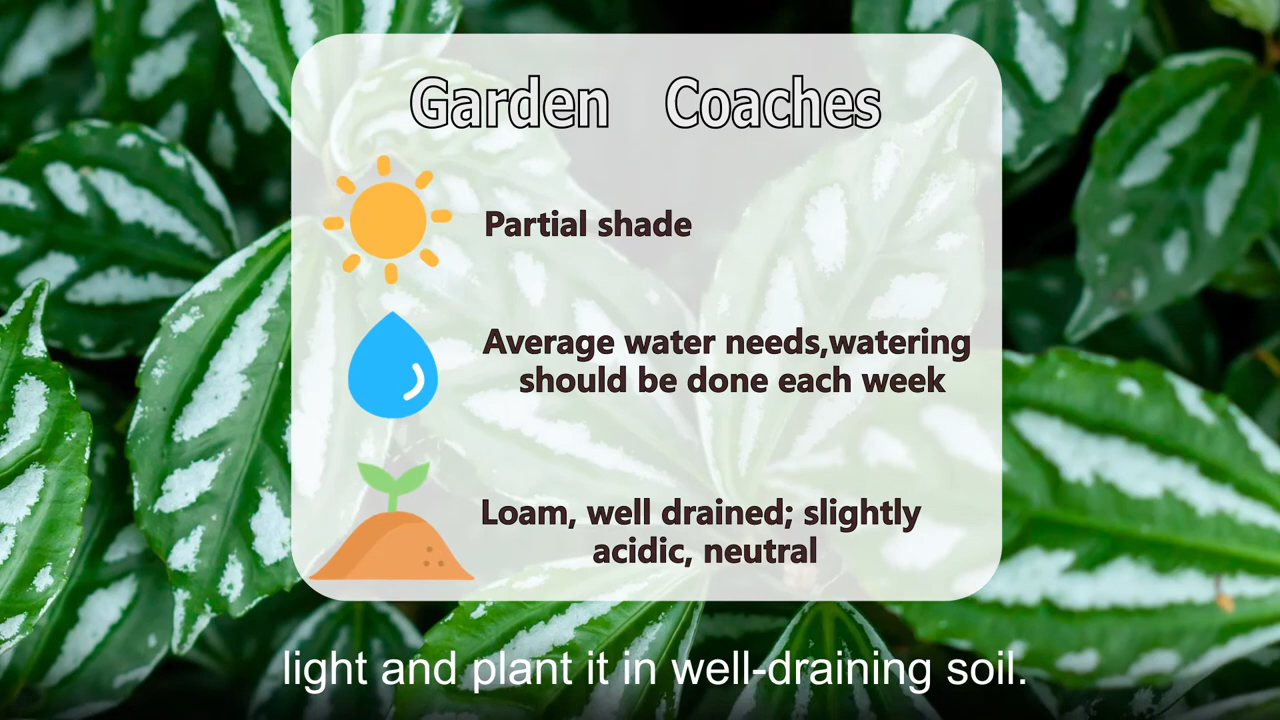 Garden Coaches
Partial shade
Average water needs,watering
should be done each week
Loam, well drained; slightly
acidic, neutral
light and plant it in well-draining soil.